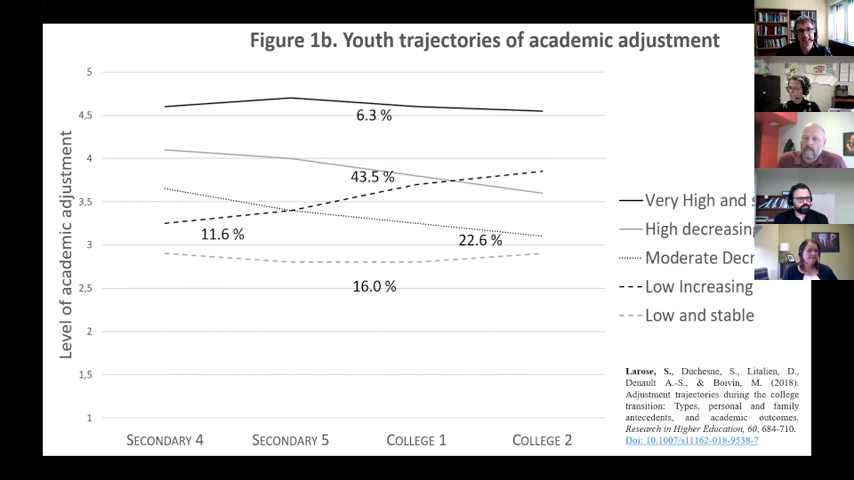 Figure 1b. Youth trajectories of academic adjustment
Level of academic adjustment
5
4,5
4
3,5
3
2,5
2
1,5
1
6.3 %
43.5 %
11.6 %
22.6 %
16.0 %
SECONDARY 4
SECONDARY 5
COLLEGE 1
COLLEGE 2
Very High and
High decreasing
Moderate Decr
Low Increasing
Low and stable
Larose, S., Duchesne, S., Litalien, D.,
Denault A.-S., & Boivin, M. (2018).
Adjustment trajectories during the college
transition: Types, personal and family
antecedents, and academic outcomes.
Research in Higher Education, 60, 684-710.
Doi: 10.1007/s11162-018-9538-7